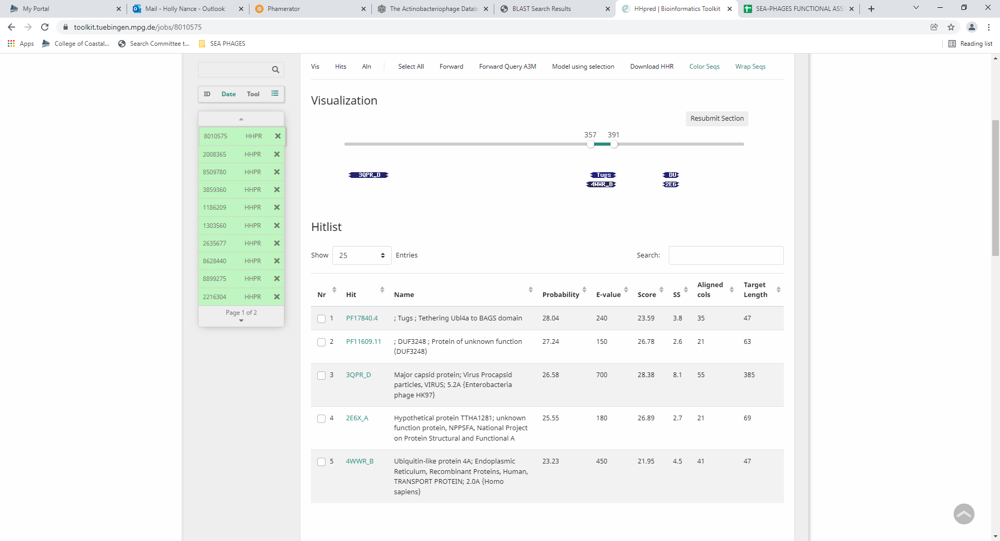 My Portal
Mail - Holly Nance - Outlook
Phamerator
The Actinobacteriophage Datab
BLAST Search Results
HHpred | Bioinformatics Toolkit
SEA-PHAGES FUNCTIONAL ASS
toolkit.tuebingen.mpg.de/jobs/8010575
Apps
College of Coastal...
Search Committee t...
SEA PHAGES
Reading list
Vis Hits Aln Select All Forward Forward Query A3M Model using selection Download HHR Color Seqs Wrap Seqs
ID Date Tool
8010575 HHPR
2008365 HHPR
8509780 HHPR
3859360 HHPR
1186209 HHPR
1303560 HHPR
2635677 HHPR
8628440 HHPR
8899275 HHPR
2216304 HHPR
Page 1 of 2
Visualization
Resubmit Section
357 391
3QPR_D Tugs DU
4WWR_B 2E6
Hitlist
Show 25 Entries Search:
Nr Hit Name Probability E-value Score SS Aligned cols Target Length
1 PF17840.4 ; Tugs ; Tethering Ubl4a to BAGS domain 28.04 240 23.59 3.8 35 47
2 PF11609.11 ; DUF3248 ; Protein of unknown function 27.24 150 26.78 2.6 21 63
(DUF3248)
3 3QPR_D Major capsid protein; Virus Procapsid 26.58 700 28.38 8.1 55 385
particles, VIRUS; 5.2A {Enterobacteria
phage HK97}
4 2E6X_A Hypothetical protein TTHA1281; unknown 25.55 180 26.89 2.7 21 69
function protein, NPPSFA, National Project
on Protein Structural and Functional A
5 4WWR_B Ubiquitin-like protein 4A; Endoplasmic 23.23 450 21.95 4.5 41 47
Reticulum, Recombinant Proteins, Human,
TRANSPORT PROTEIN; 2.0A {Homo
sapiens}